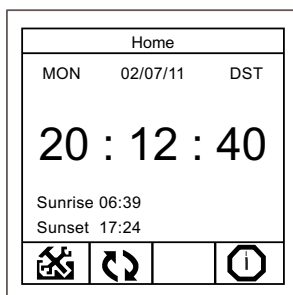 Home
MON 02/07/11 DST
20 : 12 : 40
Sunrise 06:39
Sunset 17:24
i